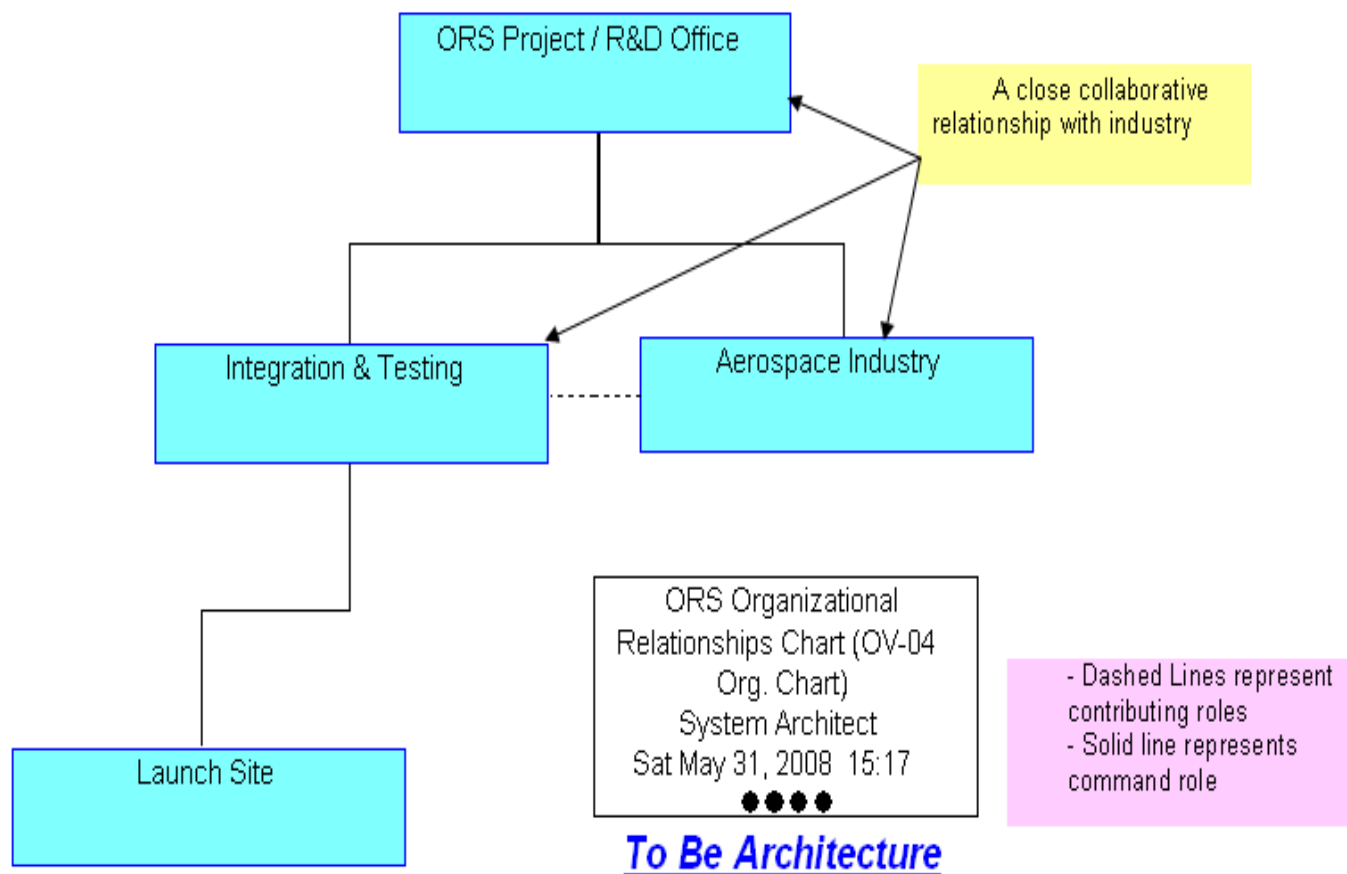 ORS Project / R&D Office
A close collaborative
relationship with industry
Integration & Testing
Aerospace Industry
ORS Organizational
Relationships Chart (OV-04
Org. Chart)
System Architect
Sat May 31, 2008  15:17
- Dashed Lines represent
contributing roles
- Solid line represents
command role
Launch Site
To Be Architecture